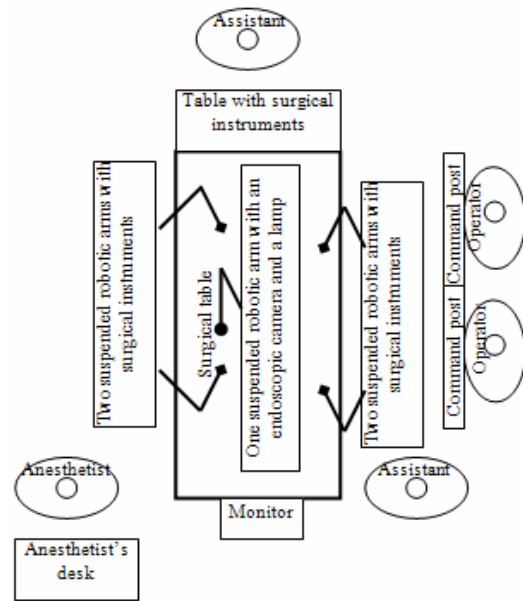 Assistant
Table with surgical
instruments
Two suspended robotic arms with
surgical instruments
Surgical table
One suspended robotic arm with an
endoscopic camera and a lamp
Two suspended robotic arms with
surgical instruments
Command post
Operator
Command post
Operator
Anesthetist
Assistant
Monitor
Anesthetist's
desk